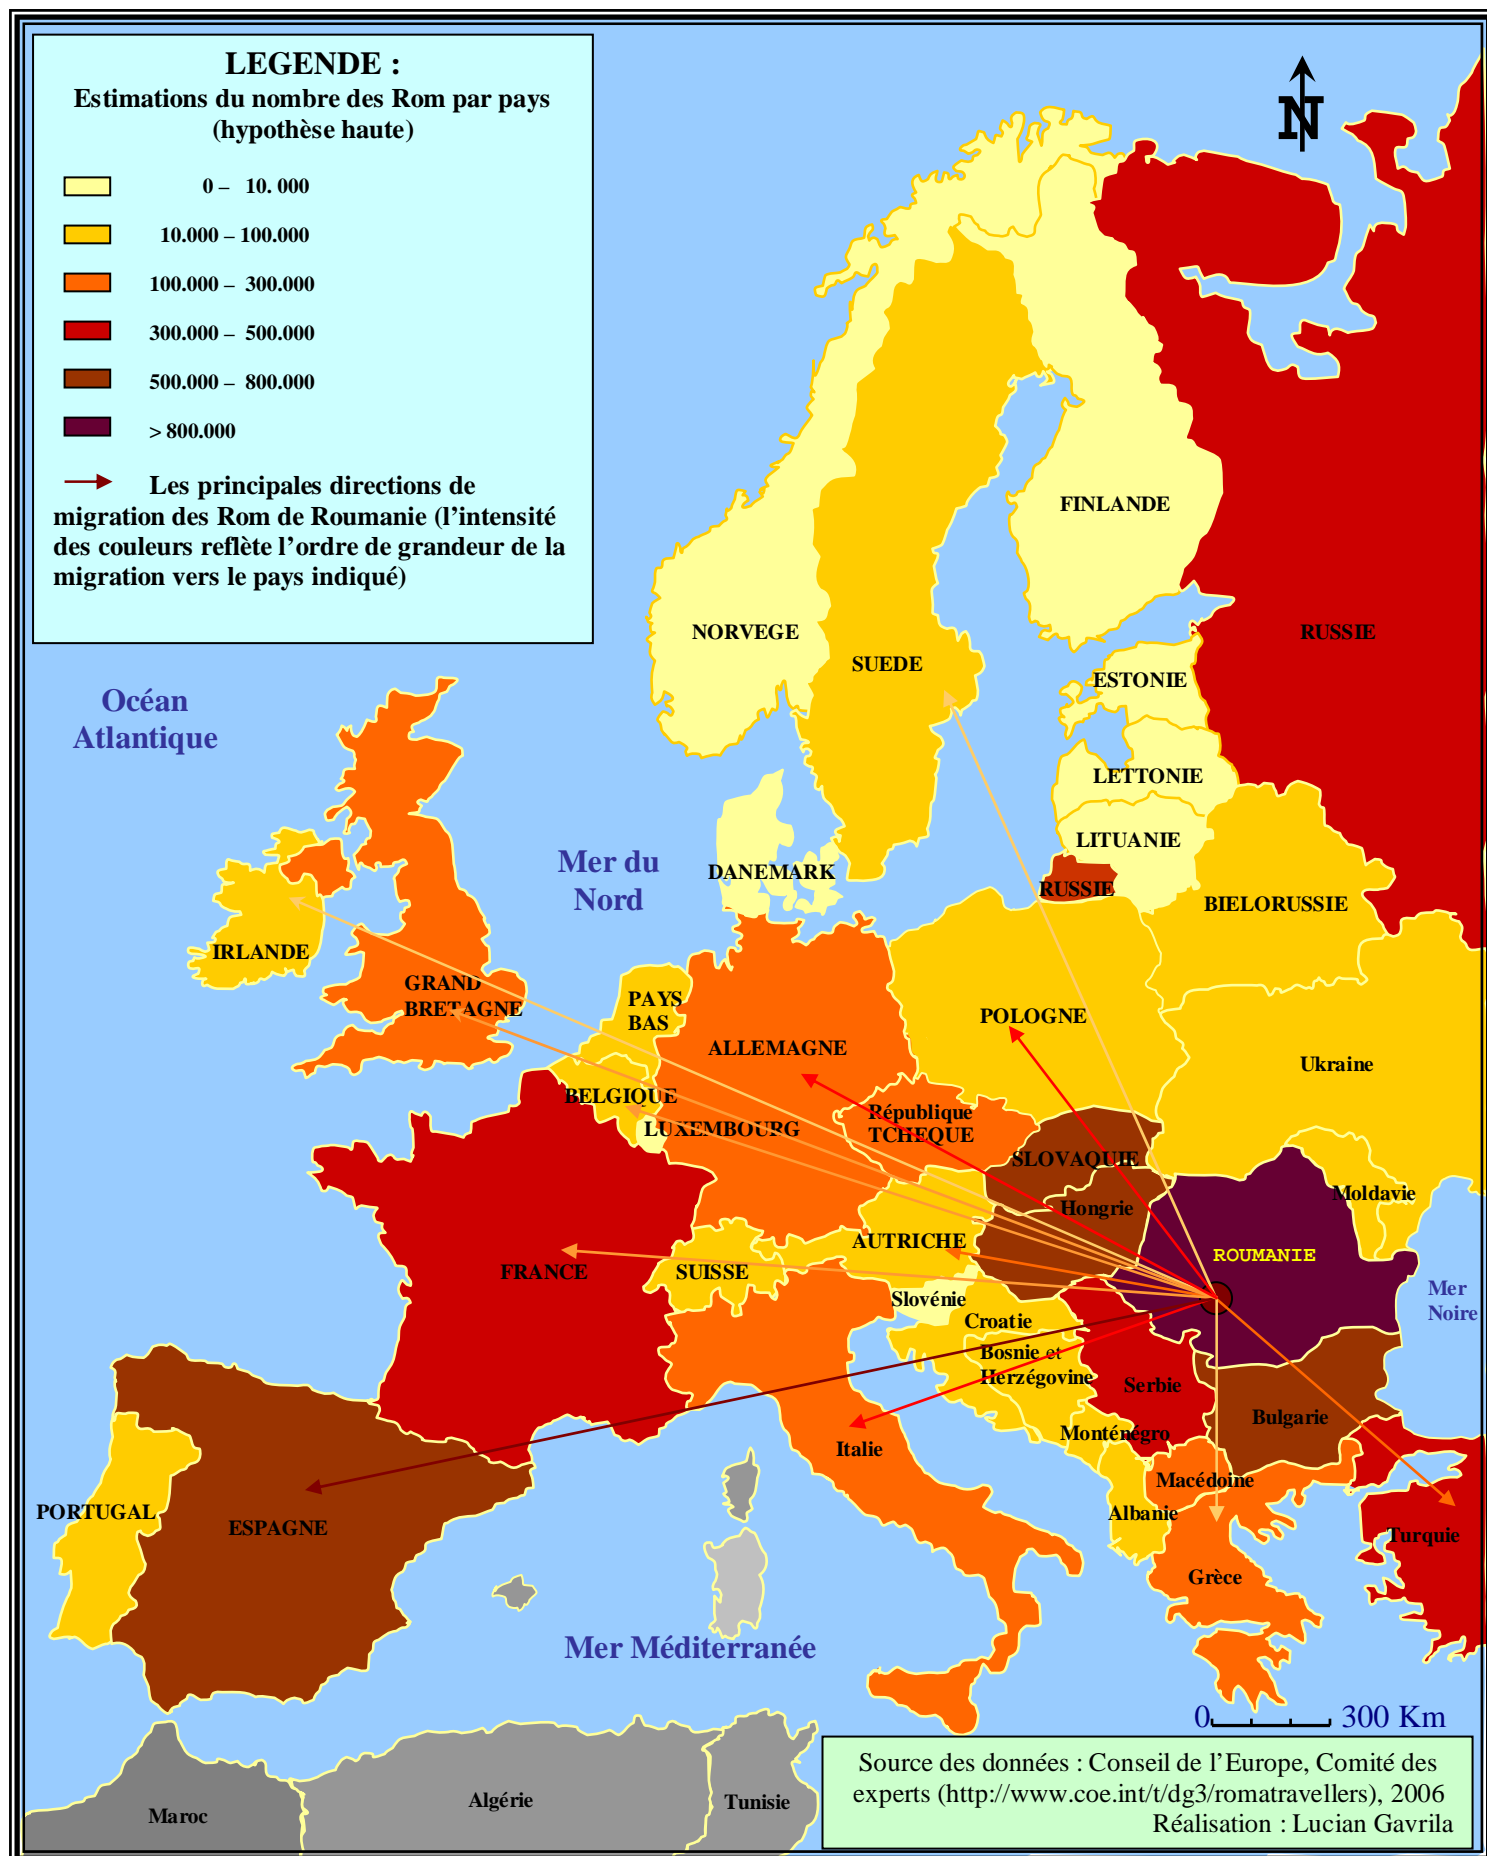 LEGENDE :
Estimations du nombre des Rom par pays
(hypothèse haute)
0 – 10. 000
10.000 – 100.000
100.000 – 300.000
300.000 – 500.000
500.000 – 800.000
> 800.000
Les principales directions de
migration des Rom de Roumanie (l’intensité
des couleurs reflète l’ordre de grandeur de la
migration vers le pays indiqué)
N
FINLANDE
NORVEGE
RUSSIE
SUEDE
ESTONIE
Océan
Atlantique
LETTONIE
LITUANIE
Mer du
Nord
DANEMARK
RUSSIE
BIELORUSSIE
IRLANDE
GRAND
BRETAGNE
PAYS
BAS
POLOGNE
ALLEMAGNE
Ukraine
BELGIQUE
République
TCHEQUE
LUXEMBOURG
SLOVAQUIE
Moldavie
Hongrie
AUTRICHE
ROUMANIE
FRANCE
SUISSE
Slovénie
Mer
Noire
Croatie
Bosnie et
Herzégovine
Serbie
Bulgarie
Monténégro
Italie
Macédoine
PORTUGAL
ESPAGNE
Albanie
Turquie
Grèce
Mer Méditerranée
0 300 Km
Maroc
Algérie
Tunisie
Source des données : Conseil de l’Europe, Comité des
experts (http://www.coe.int/t/dg3/romatravellers), 2006
Réalisation : Lucian Gavrila